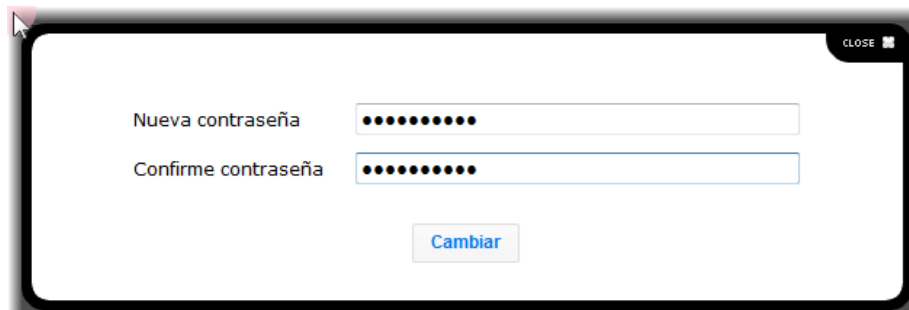 CLOSE
Nueva contraseña ••••••••••
Confirme contraseña ••••••••••
Cambiar